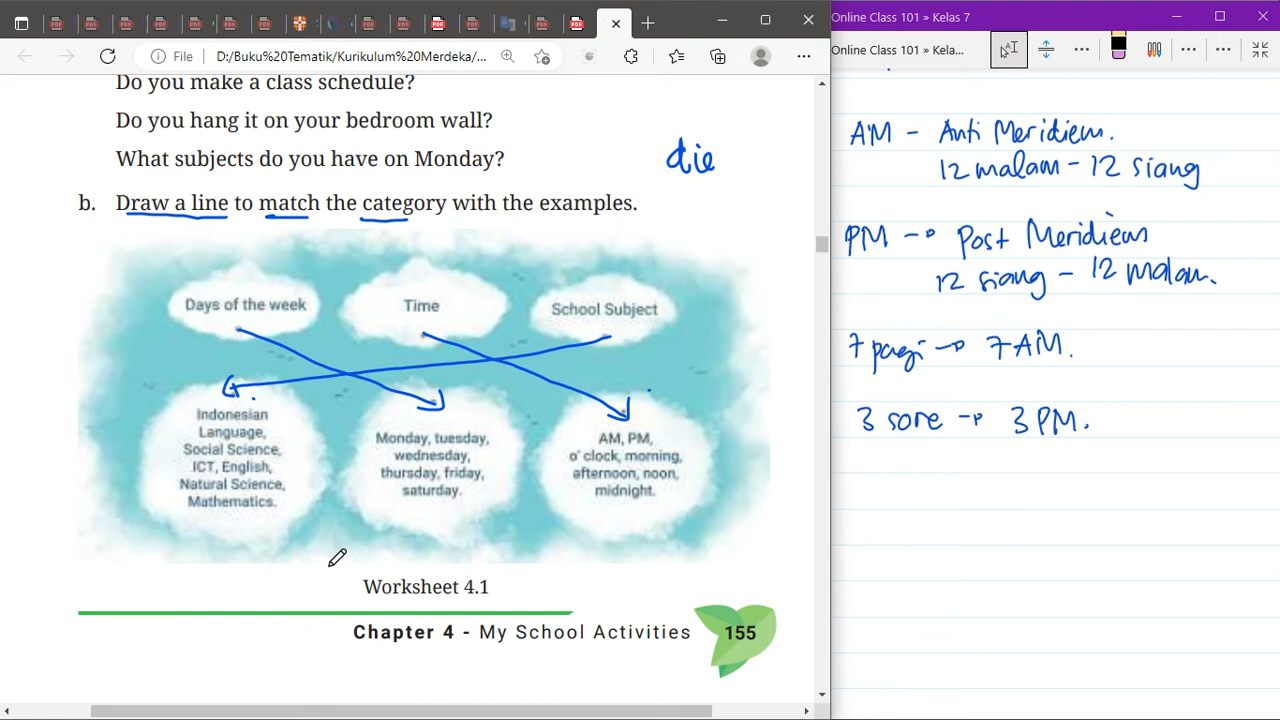 Online Class 101 » Kelas 7
File
D:/Buku%20Tematik/Kurikulum%20Merdeka/...
Online Class 101 » Kela...
Do you make a class schedule?
Do you hang it on your bedroom wall?
What subjects do you have on Monday?
die
b. Draw a line to match the category with the examples.
Days of the week
Time
School Subject
Indonesian
Language,
Social Science,
ICT, English,
Natural Science,
Mathematics.
Monday, tuesday,
wednesday,
thursday, friday,
saturday.
AM, PM,
o' clock, morning,
afternoon, noon,
midnight.
Worksheet 4.1
Chapter 4 - My School Activities
155
AM - Anti Meridiem.
12 malam - 12 siang
PM → Post Meridiem
12 siang - 12 malam.
7 pagi → 7 AM.
3 sore → 3 PM.